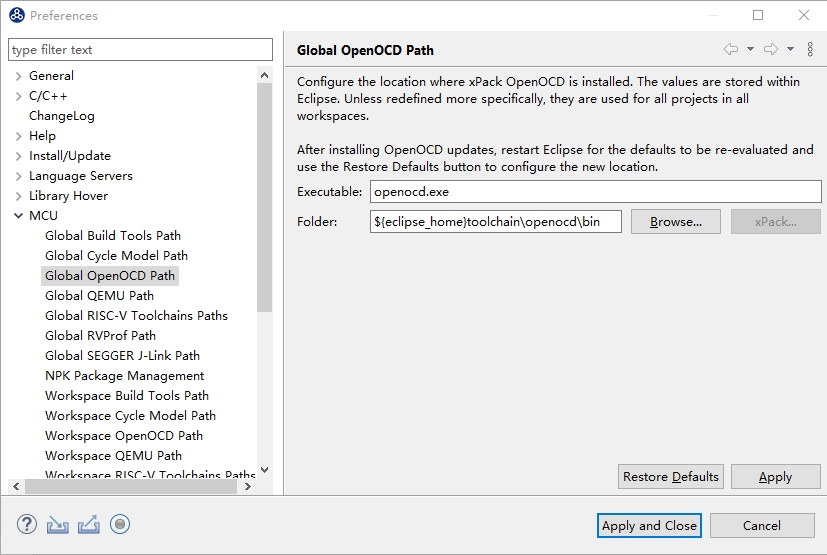 Preferences
type filter text
General
C/C++
ChangeLog
Help
Install/Update
Language Servers
Library Hover
MCU
Global Build Tools Path
Global Cycle Model Path
Global OpenOCD Path
Global QEMU Path
Global RISC-V Toolchains Paths
Global RVProf Path
Global SEGGER J-Link Path
NPK Package Management
Workspace Build Tools Path
Workspace Cycle Model Path
Workspace OpenOCD Path
Workspace QEMU Path
Workspace RISC-V Toolchains Paths
Global OpenOCD Path
Configure the location where xPack OpenOCD is installed. The values are stored within
Eclipse. Unless redefined more specifically, they are used for all projects in all
workspaces.
After installing OpenOCD updates, restart Eclipse for the defaults to be re-evaluated and
use the Restore Defaults button to configure the new location.
Executable: openocd.exe
Folder: ${eclipse_home}toolchain\openocd\bin Browse... xPack...
Restore Defaults Apply
Apply and Close Cancel